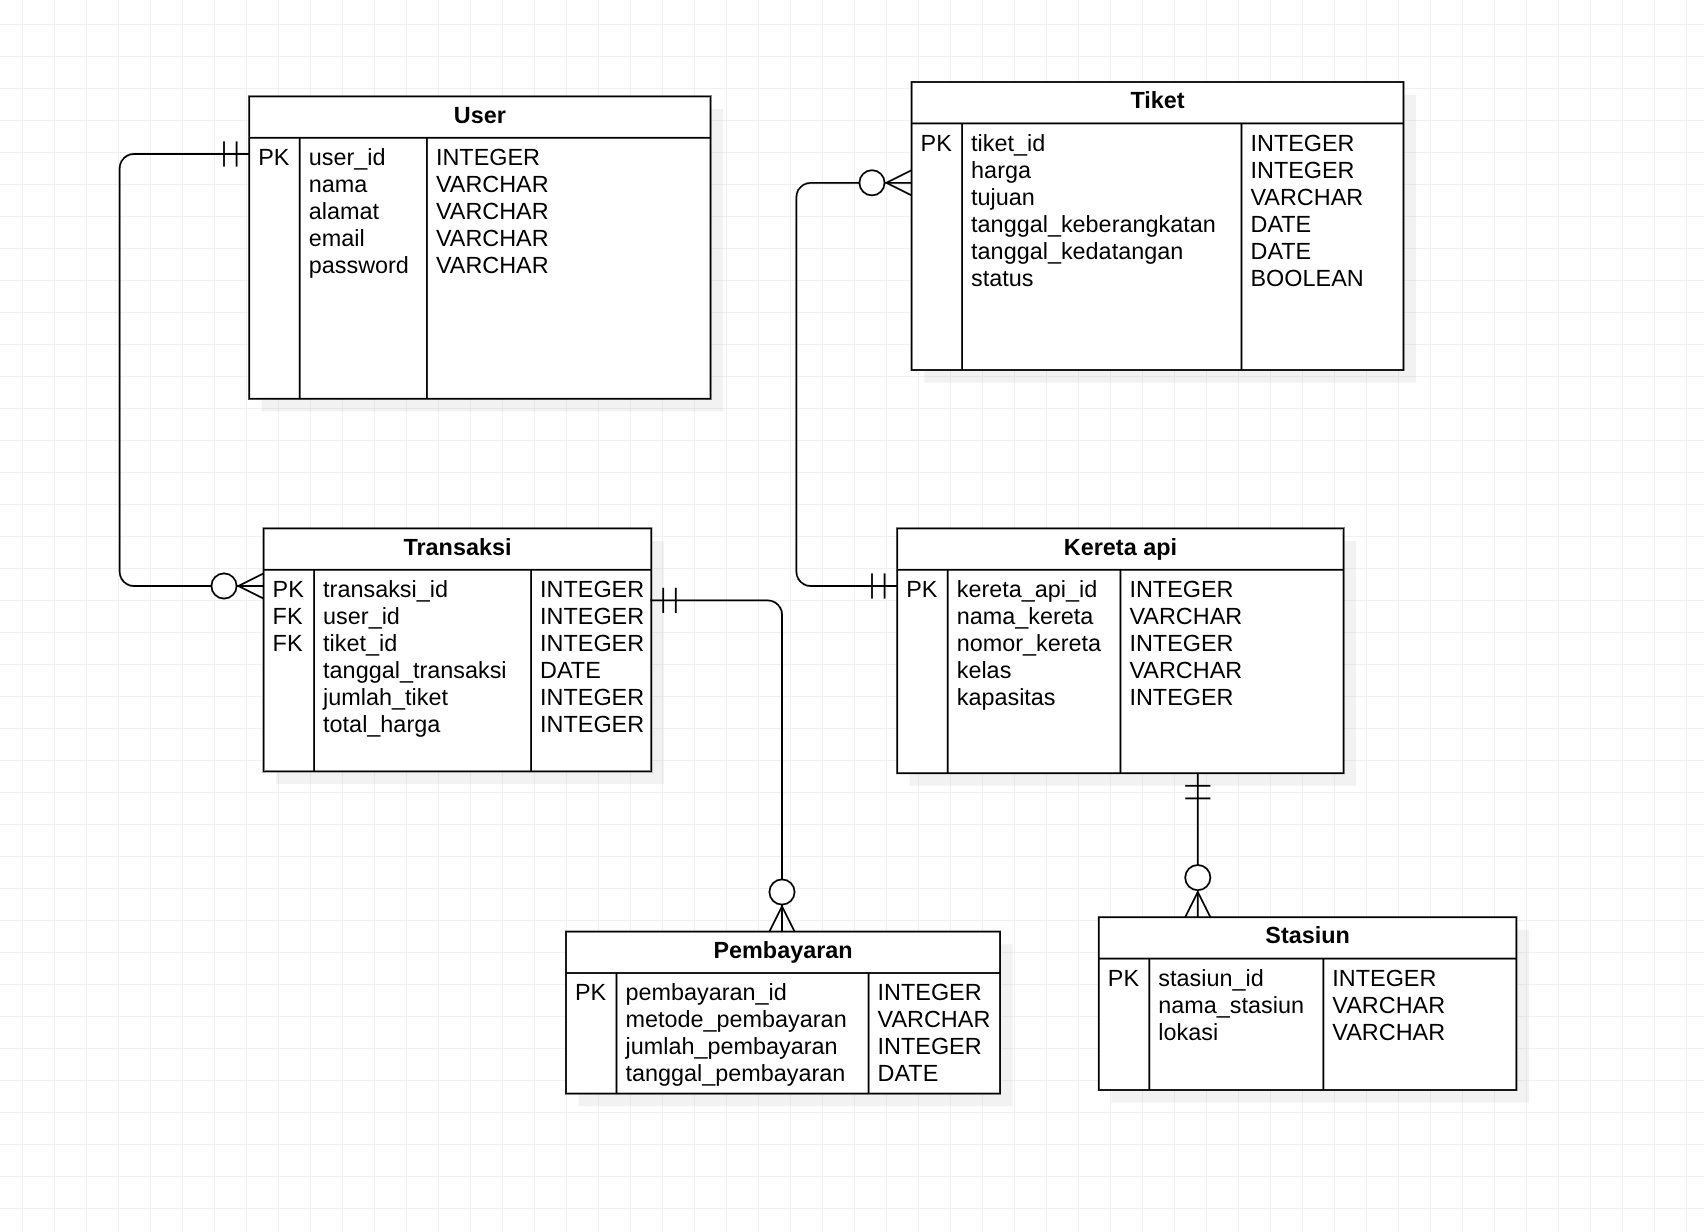 User
PK user_id INTEGER
nama VARCHAR
alamat VARCHAR
email VARCHAR
password VARCHAR
Tiket
PK tiket_id INTEGER
harga INTEGER
tujuan VARCHAR
tanggal_keberangkatan DATE
tanggal_kedatangan DATE
status BOOLEAN
Transaksi
PK transaksi_id INTEGER
FK user_id INTEGER
FK tiket_id INTEGER
tanggal_transaksi DATE
jumlah_tiket INTEGER
total_harga INTEGER
Kereta api
PK kereta_api_id INTEGER
nama_kereta VARCHAR
nomor_kereta INTEGER
kelas VARCHAR
kapasitas INTEGER
Pembayaran
PK pembayaran_id INTEGER
metode_pembayaran VARCHAR
jumlah_pembayaran INTEGER
tanggal_pembayaran DATE
Stasiun
PK stasiun_id INTEGER
nama_stasiun VARCHAR
lokasi VARCHAR